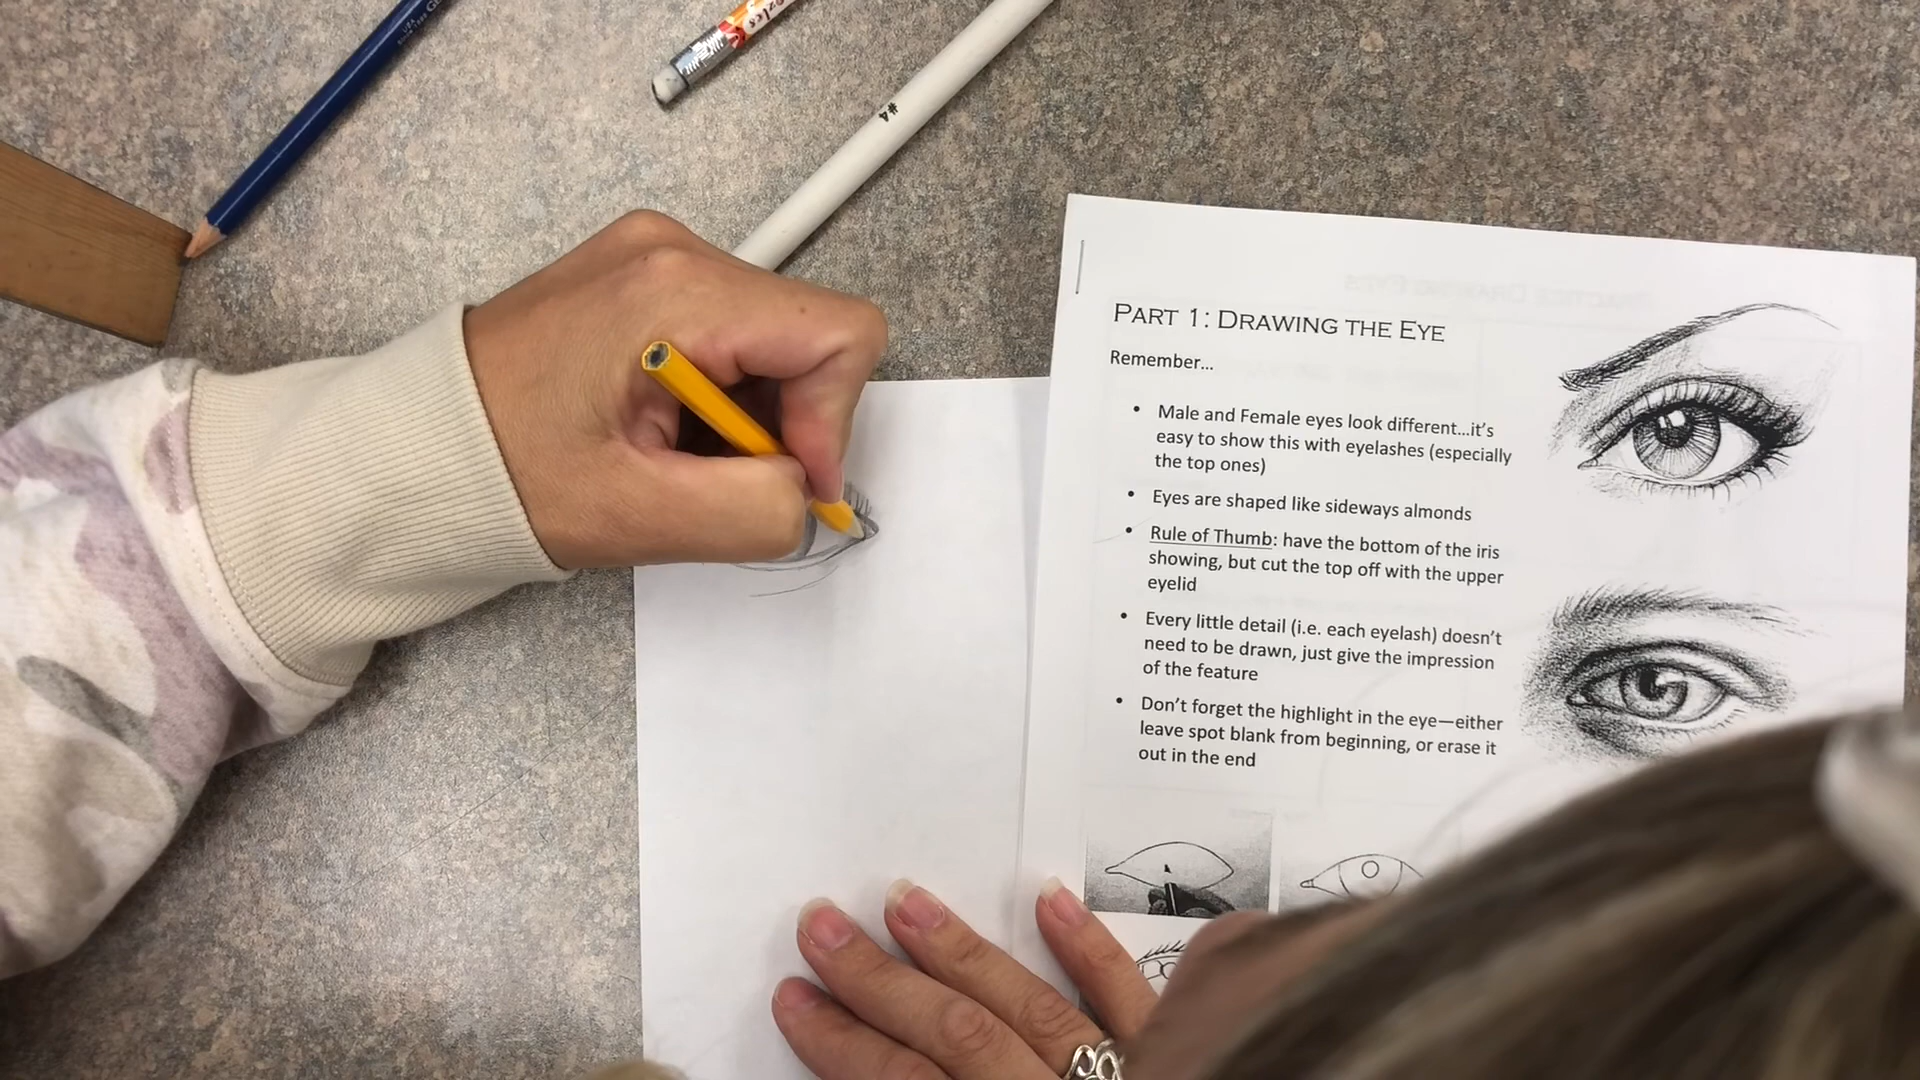 #4
PART 1: DRAWING THE EYE
Remember...
• Male and Female eyes look different...it's
easy to show this with eyelashes (especially
the top ones)
• Eyes are shaped like sideways almonds
• Rule of Thumb: have the bottom of the iris
showing, but cut the top off with the upper
eyelid
• Every little detail (i.e. each eyelash) doesn't
need to be drawn, just give the impression
of the feature
• Don't forget the highlight in the eye—either
leave spot blank from beginning, or erase it
out in the end